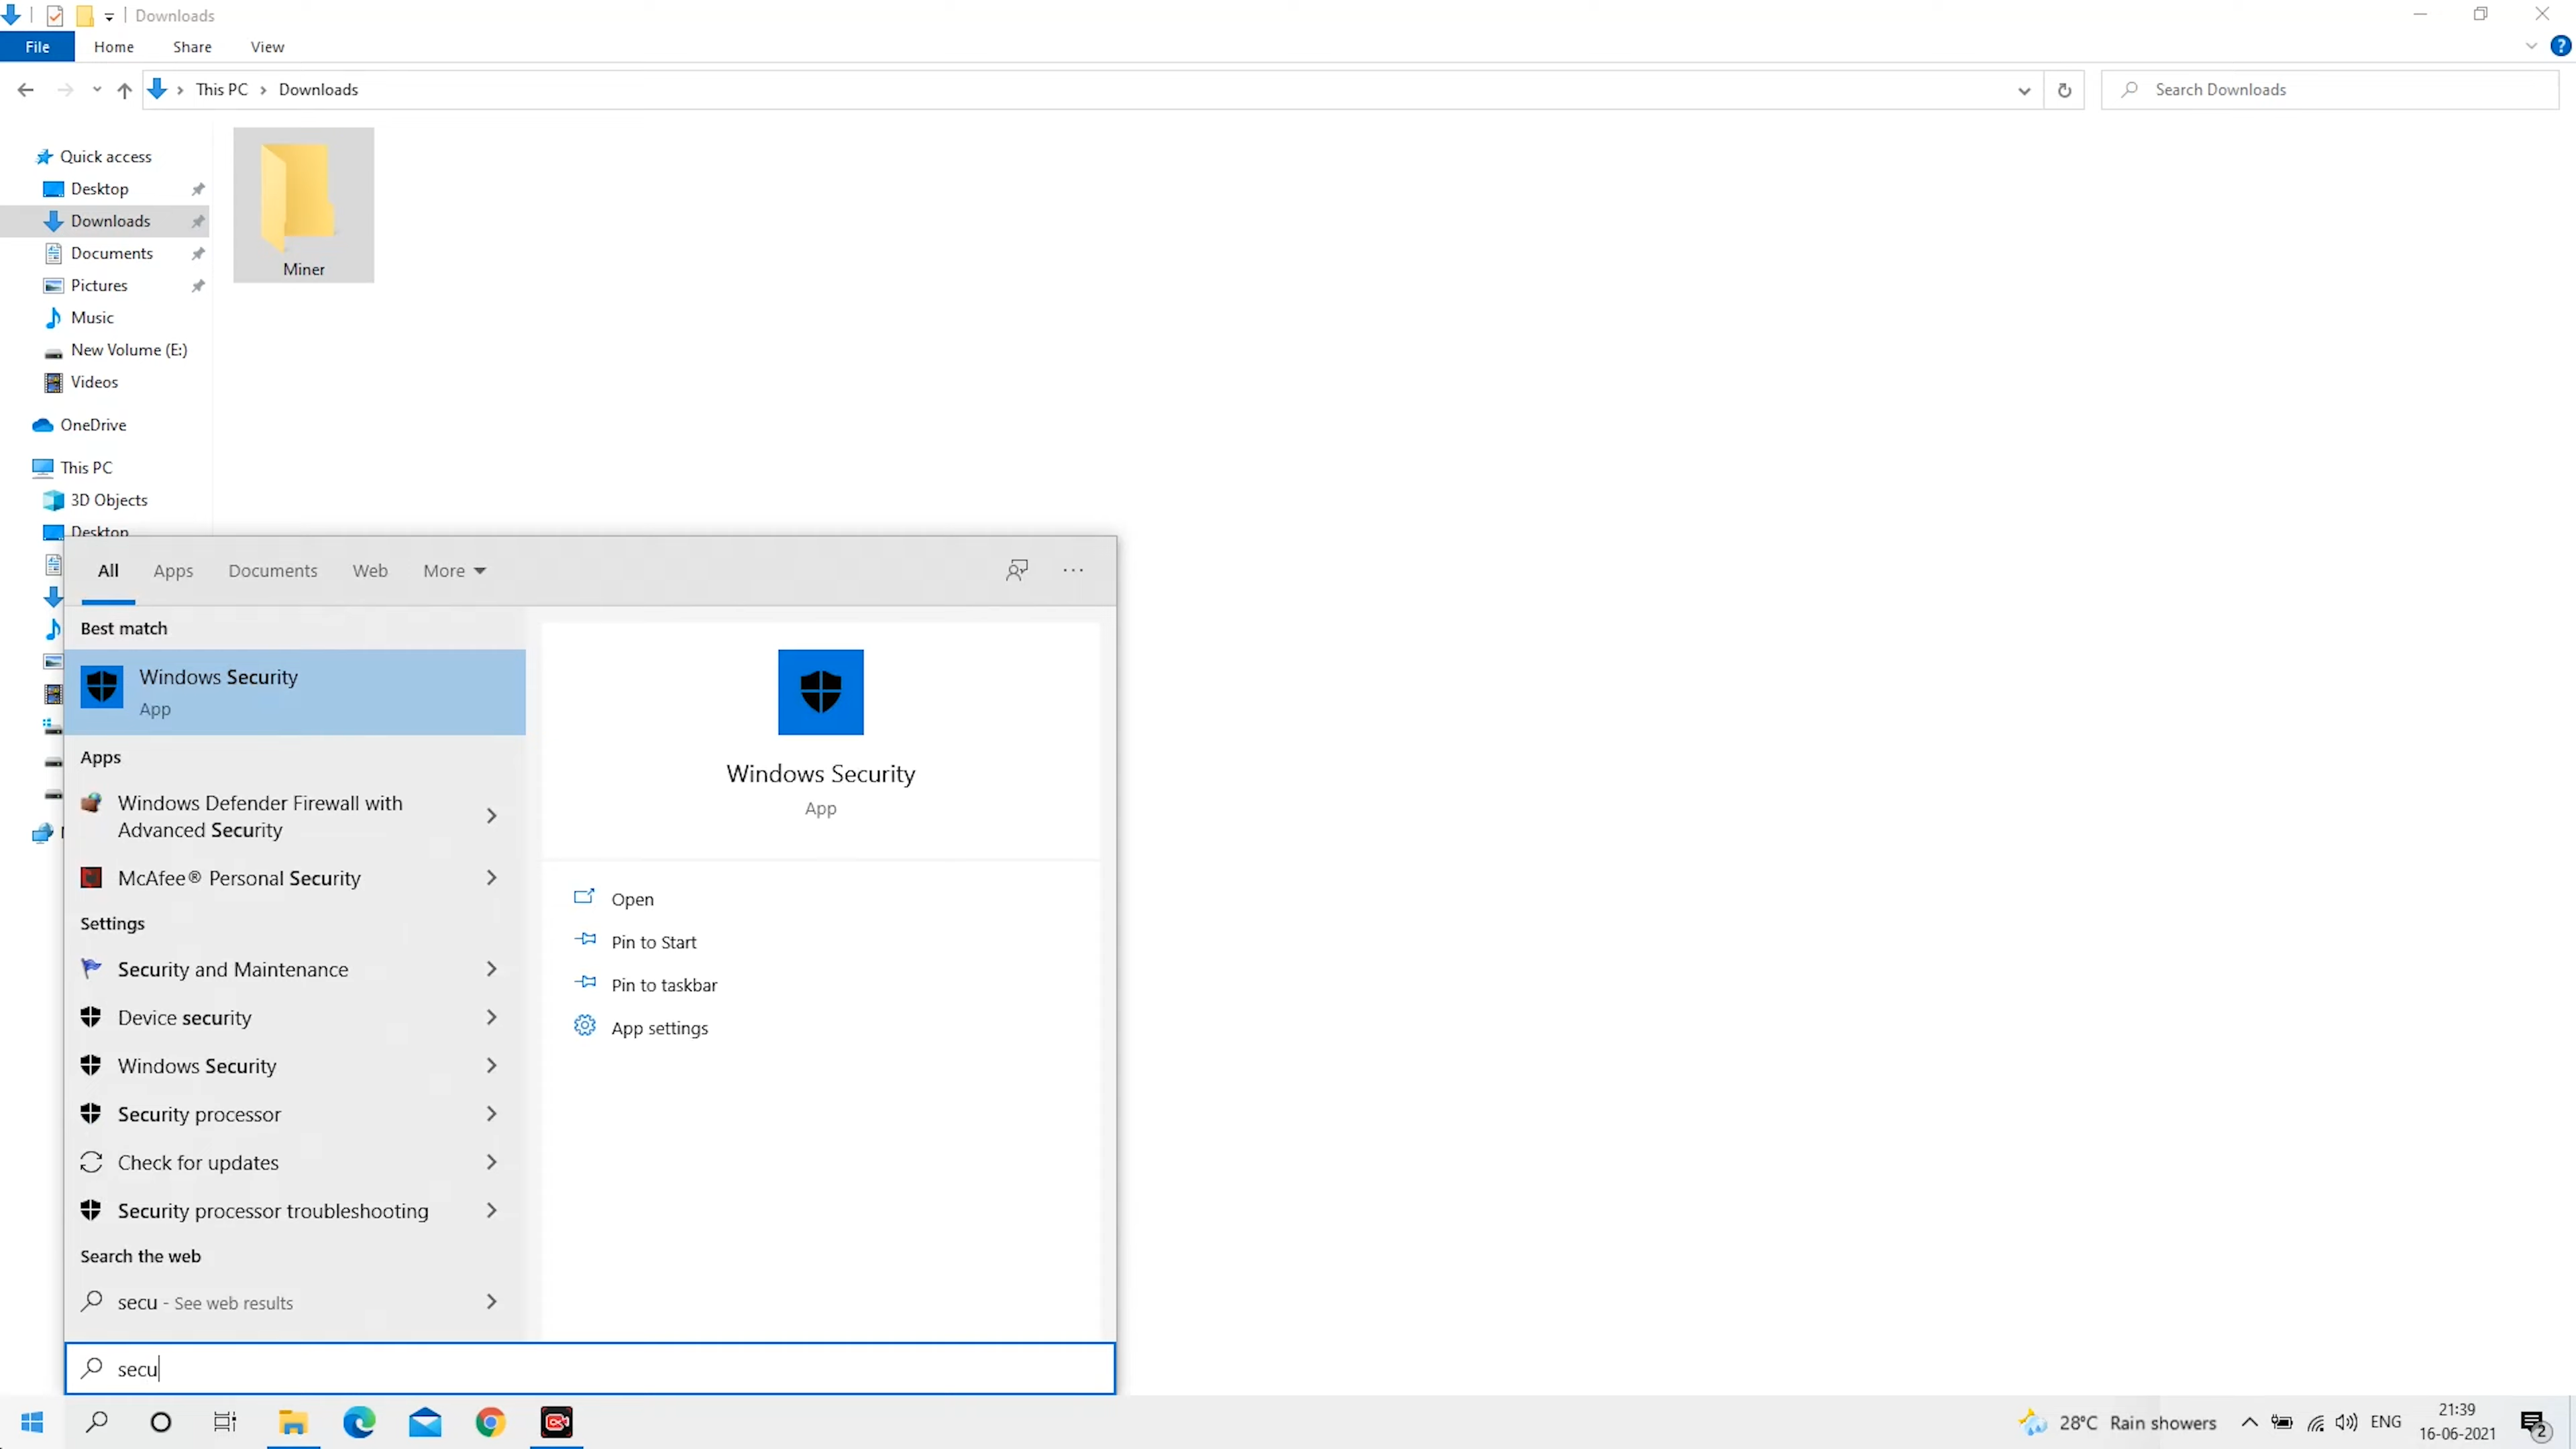 Downloads
File Home Share View
This PC Downloads
Search Downloads
Quick access
Desktop
Downloads
Documents
Pictures
Music
New Volume (E:)
Videos
OneDrive
This PC
3D Objects
Desktop
Miner
All Apps Documents Web More
Best match
Windows Security
App
Apps
Windows Defender Firewall with
Advanced Security
McAfee® Personal Security
Settings
Security and Maintenance
Device security
Windows Security
Security processor
Check for updates
Security processor troubleshooting
Search the web
secu - See web results
Windows Security
App
Open
Pin to Start
Pin to taskbar
App settings
secu
28°C Rain showers
ENG
21:39
16-06-2021
2